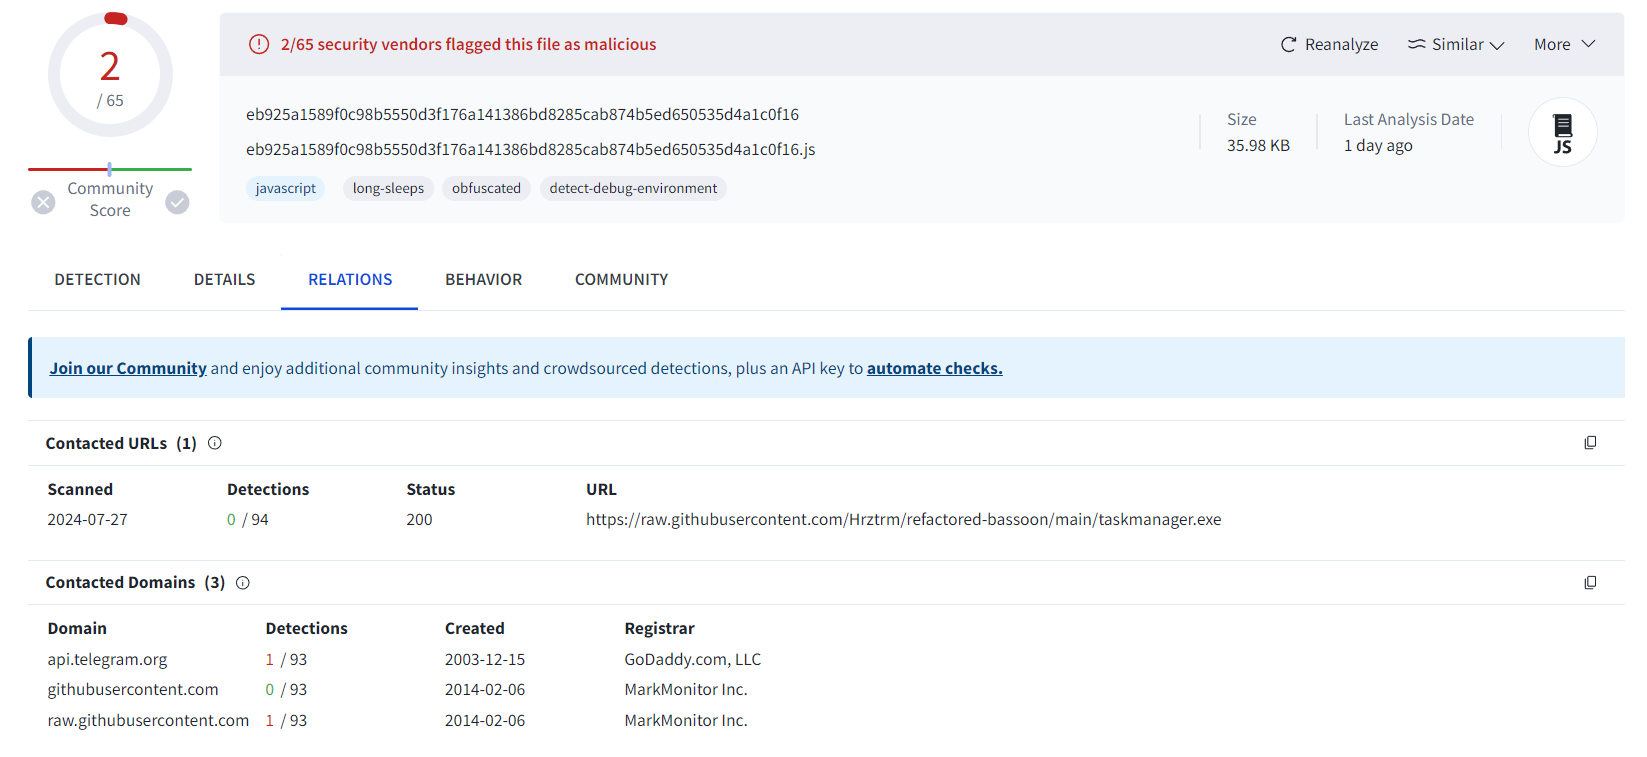 2
/ 65
Community
Score
2/65 security vendors flagged this file as malicious
Reanalyze
Similar
More
eb925a1589f0c98b5550d3f176a141386bd8285cab874b5ed650535d4a1c0f16
eb925a1589f0c98b5550d3f176a141386bd8285cab874b5ed650535d4a1c0f16.js
javascript long-sleeps obfuscated detect-debug-environment
Size
35.98 KB
Last Analysis Date
1 day ago
JS
DETECTION DETAILS RELATIONS BEHAVIOR COMMUNITY
Join our Community and enjoy additional community insights and crowdsourced detections, plus an API key to automate checks.
Contacted URLs (1)
Scanned Detections Status URL
2024-07-27 0 / 94 200 https://raw.githubusercontent.com/Hrztrm/refactored-bassoon/main/taskmanager.exe
Contacted Domains (3)
Domain Detections Created Registrar
api.telegram.org 1 / 93 2003-12-15 GoDaddy.com, LLC
githubusercontent.com 0 / 93 2014-02-06 MarkMonitor Inc.
raw.githubusercontent.com 1 / 93 2014-02-06 MarkMonitor Inc.